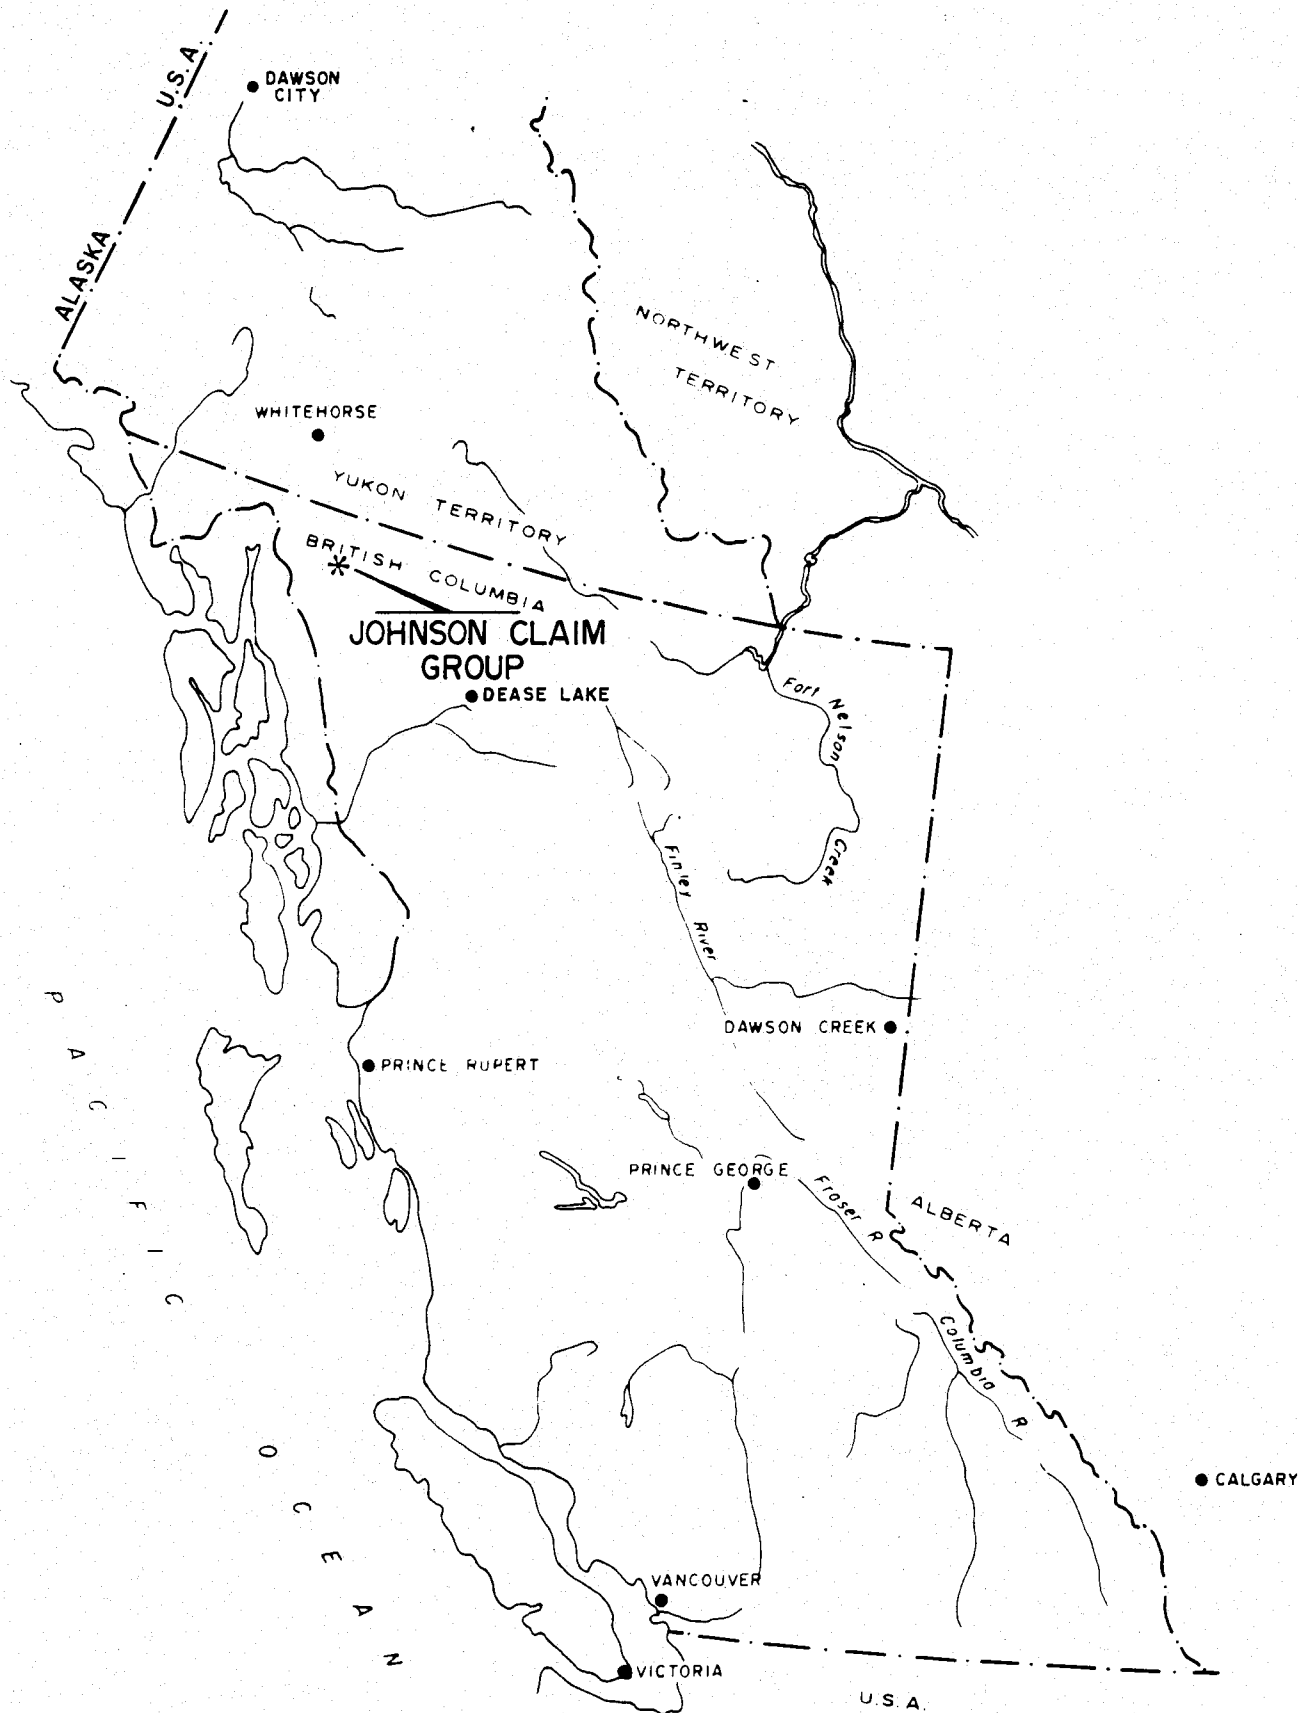 U.S.A.
ALASKA
DAWSON
CITY
NORTHWEST
TERRITORY
WHITEHORSE
YUKON TERRITORY
BRITISH COLUMBIA
JOHNSON CLAIM
GROUP
DEASE LAKE
Fort Nelson Creek
Finley River
DAWSON CREEK
PACIFIC OCEAN
PRINCE RUPERT
PRINCE GEORGE
Fraser R
ALBERTA
Columbia R
CALGARY
VANCOUVER
VICTORIA
U.S.A.